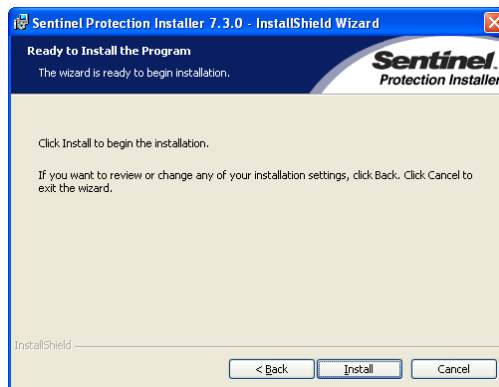 Sentinel Protection Installer 7.3.0 - InstallShield Wizard
Ready to Install the Program
The wizard is ready to begin installation.
Sentinel.
Protection Installer
Click Install to begin the installation.
If you want to review or change any of your installation settings, click Back. Click Cancel to
exit the wizard.
InstallShield
< Back
Install
Cancel